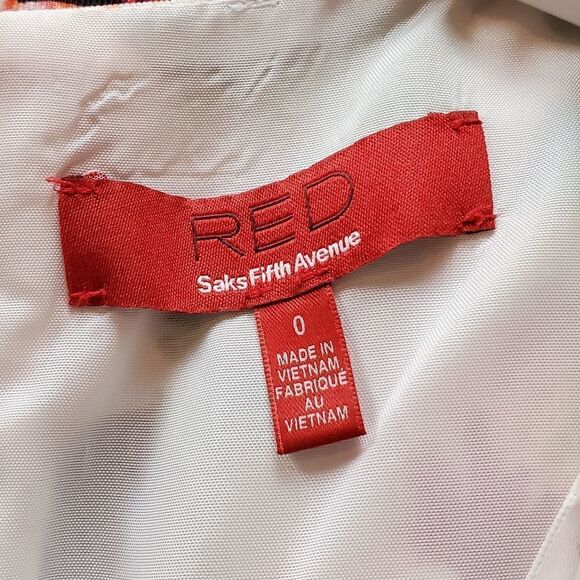 RED
Saks Fifth Avenue
0
MADE IN
VIETNAM
FABRIQUÉ
AU
VIETNAM